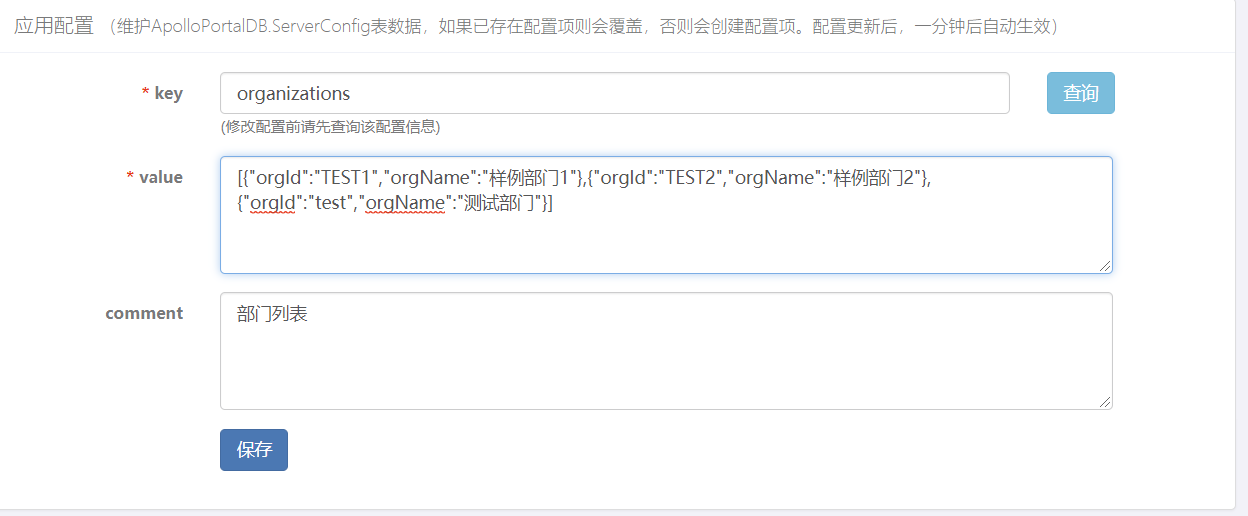 应用配置 （维护ApolloPortalDB.ServerConfig表数据，如果已存在配置项则会覆盖，否则会创建配置项。配置更新后，一分钟后自动生效）
* key
organizations
查询
(修改配置前请先查询该配置信息)
* value
[{"orgId":"TEST1","orgName":"样例部门1"},{"orgId":"TEST2","orgName":"样例部门2"},
{"orgId":"test","orgName":"测试部门"}]
comment
部门列表
保存